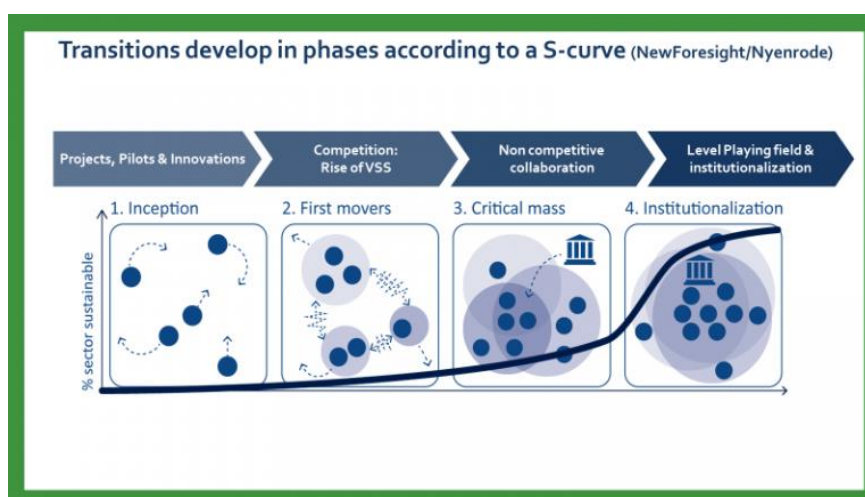 Transitions develop in phases according to a S-curve (NewForesight/Nyenrode)
Projects, Pilots & Innovations
Competition:
Rise of VSS
Non competitive
collaboration
Level Playing field &
institutionalization
1. Inception
2. First movers
3. Critical mass
4. Institutionalization
% sector sustainable